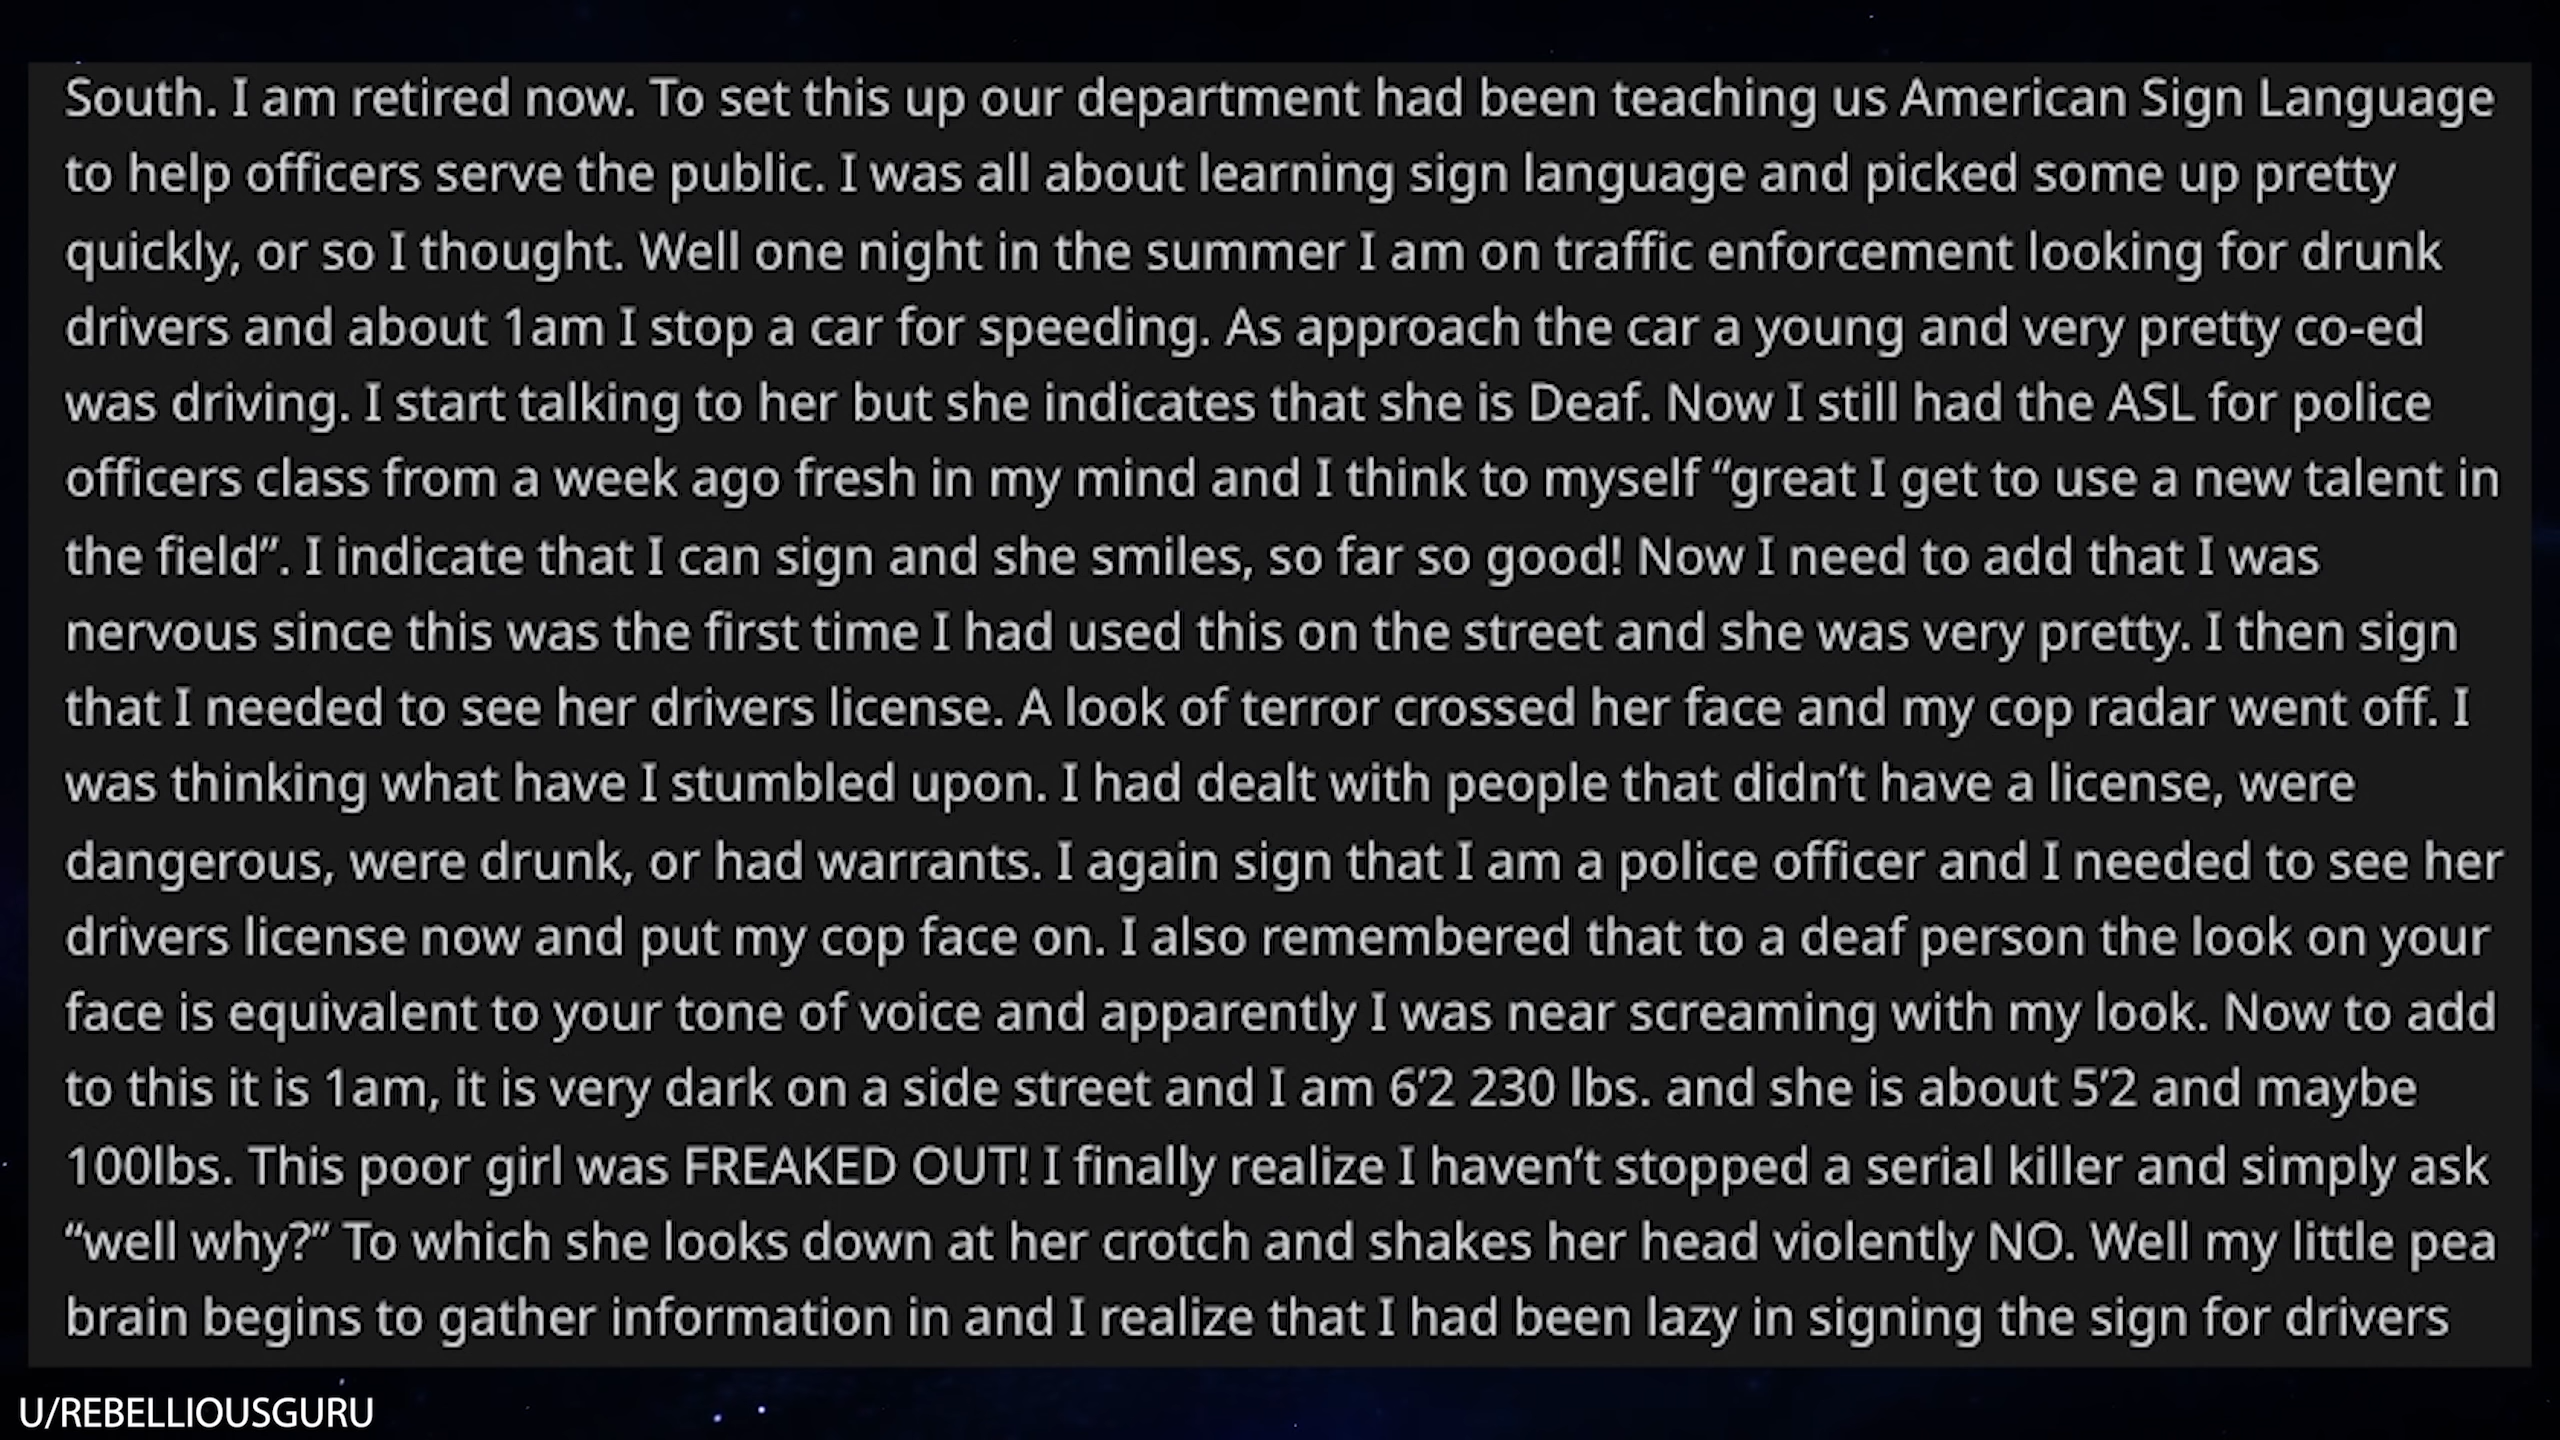 South. I am retired now. To set this up our department had been teaching us American Sign Language
to help officers serve the public. I was all about learning sign language and picked some up pretty
quickly, or so I thought. Well one night in the summer I am on traffic enforcement looking for drunk
drivers and about 1am I stop a car for speeding. As approach the car a young and very pretty co-ed
was driving. I start talking to her but she indicates that she is Deaf. Now I still had the ASL for police
officers class from a week ago fresh in my mind and I think to myself “great I get to use a new talent in
the field”. I indicate that I can sign and she smiles, so far so good! Now I need to add that I was
nervous since this was the first time I had used this on the street and she was very pretty. I then sign
that I needed to see her drivers license. A look of terror crossed her face and my cop radar went off. I
was thinking what have I stumbled upon. I had dealt with people that didn’t have a license, were
dangerous, were drunk, or had warrants. I again sign that I am a police officer and I needed to see her
drivers license now and put my cop face on. I also remembered that to a deaf person the look on your
face is equivalent to your tone of voice and apparently I was near screaming with my look. Now to add
to this it is 1am, it is very dark on a side street and I am 6’2 230 lbs. and she is about 5’2 and maybe
100lbs. This poor girl was FREAKED OUT! I finally realize I haven’t stopped a serial killer and simply ask
“well why?” To which she looks down at her crotch and shakes her head violently NO. Well my little pea
brain begins to gather information in and I realize that I had been lazy in signing the sign for drivers
U/REBELLIOUSGURU